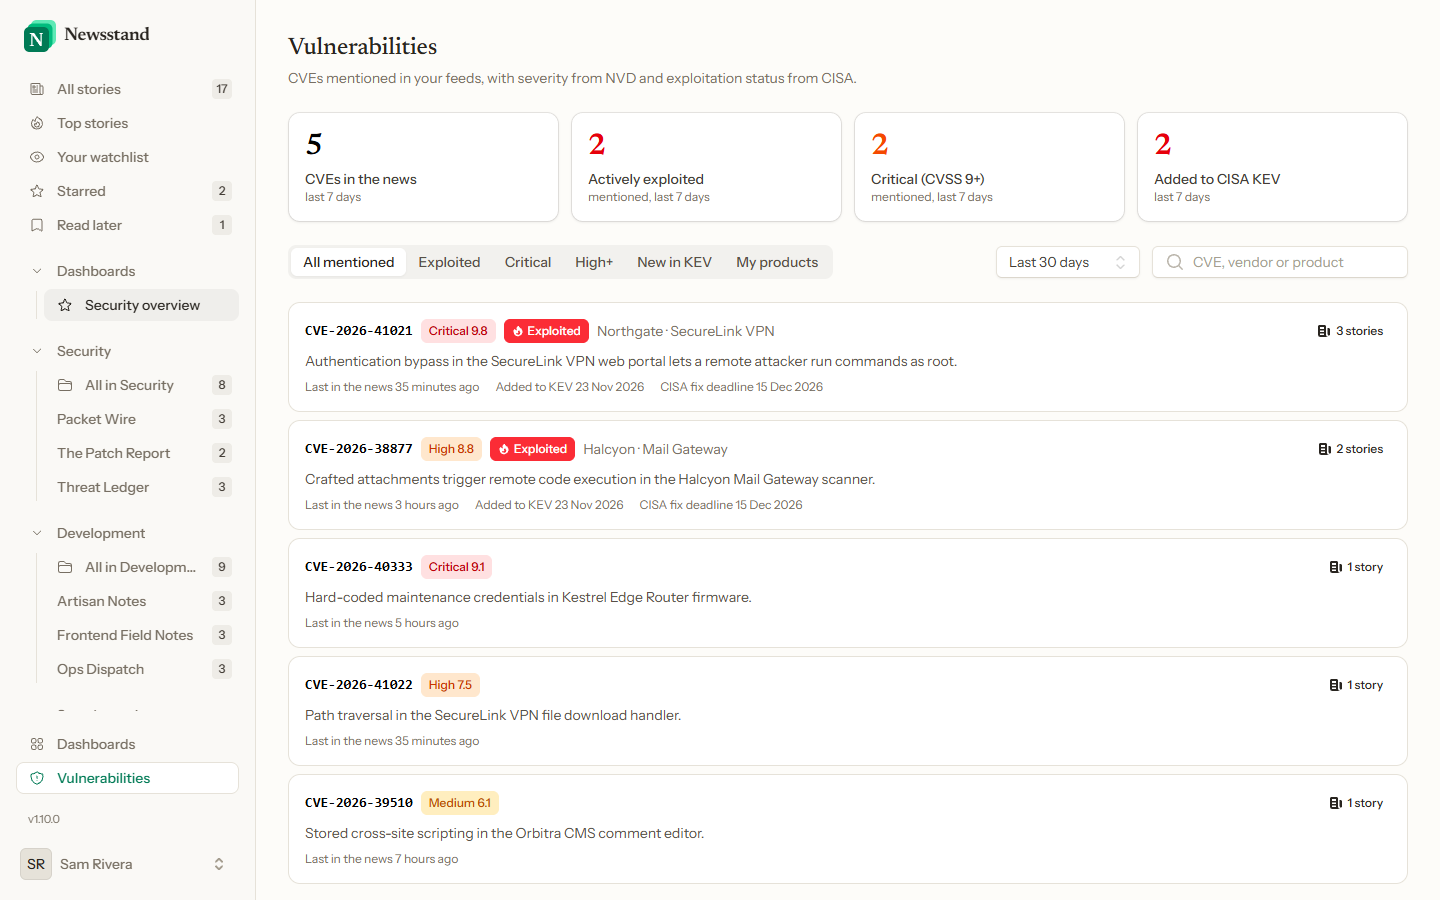 N Newsstand
All stories 17
Top stories
Your watchlist
Starred 2
Read later 1
Dashboards
Security overview
Security
All in Security 8
Packet Wire 3
The Patch Report 2
Threat Ledger 3
Development
All in Developm... 9
Artisan Notes 3
Frontend Field Notes 3
Ops Dispatch 3
Dashboards
Vulnerabilities
v1.10.0
SR Sam Rivera
Vulnerabilities
CVEs mentioned in your feeds, with severity from NVD and exploitation status from CISA.
5
CVEs in the news
last 7 days
2
Actively exploited
mentioned, last 7 days
2
Critical (CVSS 9+)
mentioned, last 7 days
2
Added to CISA KEV
last 7 days
All mentioned Exploited Critical High+ New in KEV My products
Last 30 days
CVE, vendor or product
CVE-2026-41021 Critical 9.8 Exploited Northgate · SecureLink VPN 3 stories
Authentication bypass in the SecureLink VPN web portal lets a remote attacker run commands as root.
Last in the news 35 minutes ago Added to KEV 23 Nov 2026 CISA fix deadline 15 Dec 2026
CVE-2026-38877 High 8.8 Exploited Halcyon · Mail Gateway 2 stories
Crafted attachments trigger remote code execution in the Halcyon Mail Gateway scanner.
Last in the news 3 hours ago Added to KEV 23 Nov 2026 CISA fix deadline 15 Dec 2026
CVE-2026-40333 Critical 9.1 1 story
Hard-coded maintenance credentials in Kestrel Edge Router firmware.
Last in the news 5 hours ago
CVE-2026-41022 High 7.5 1 story
Path traversal in the SecureLink VPN file download handler.
Last in the news 35 minutes ago
CVE-2026-39510 Medium 6.1 1 story
Stored cross-site scripting in the Orbitra CMS comment editor.
Last in the news 7 hours ago